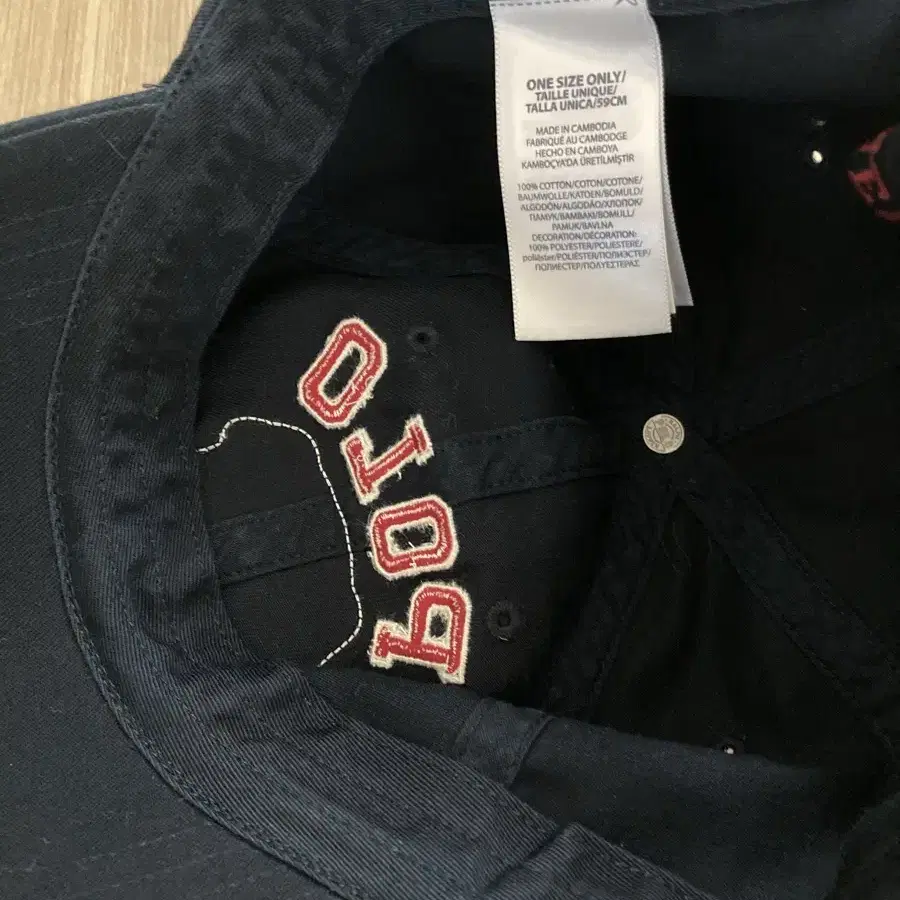 ONE SIZE ONLY/
TAILLE UNIQUE/
TALLA UNICA/59CM
MADE IN CAMBODIA
FABRIQUÉ AU CAMBODGE
HECHO EN CAMBOYA
KAMBOÇYA'DA ÜRETİLMİŞTİR
100% COTTON/COTON/COTONE/
BAUMWOLLE/KATOEN/BOMULD/
ALGODÓN/ALGODÃO/ХЛОПОК/
ПАМУК/ΒΑΜΒΑΚΙ/BOMULL/
PAMUK/BAVLNA
DECORATION/DÉCORATION:
100% POLYESTER/POLIESTERE/
poliéster/POLIÉSTER/ПОЛИЭСТЕР/
ПОЛИЕСТЕР/ΠΟΛΥΕΣΤΕΡΑΣ
POLO